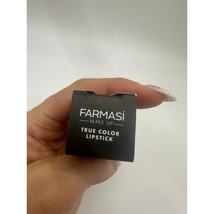 FARMASİ
MAKE UP
TRUE COLOR
LIPSTICK